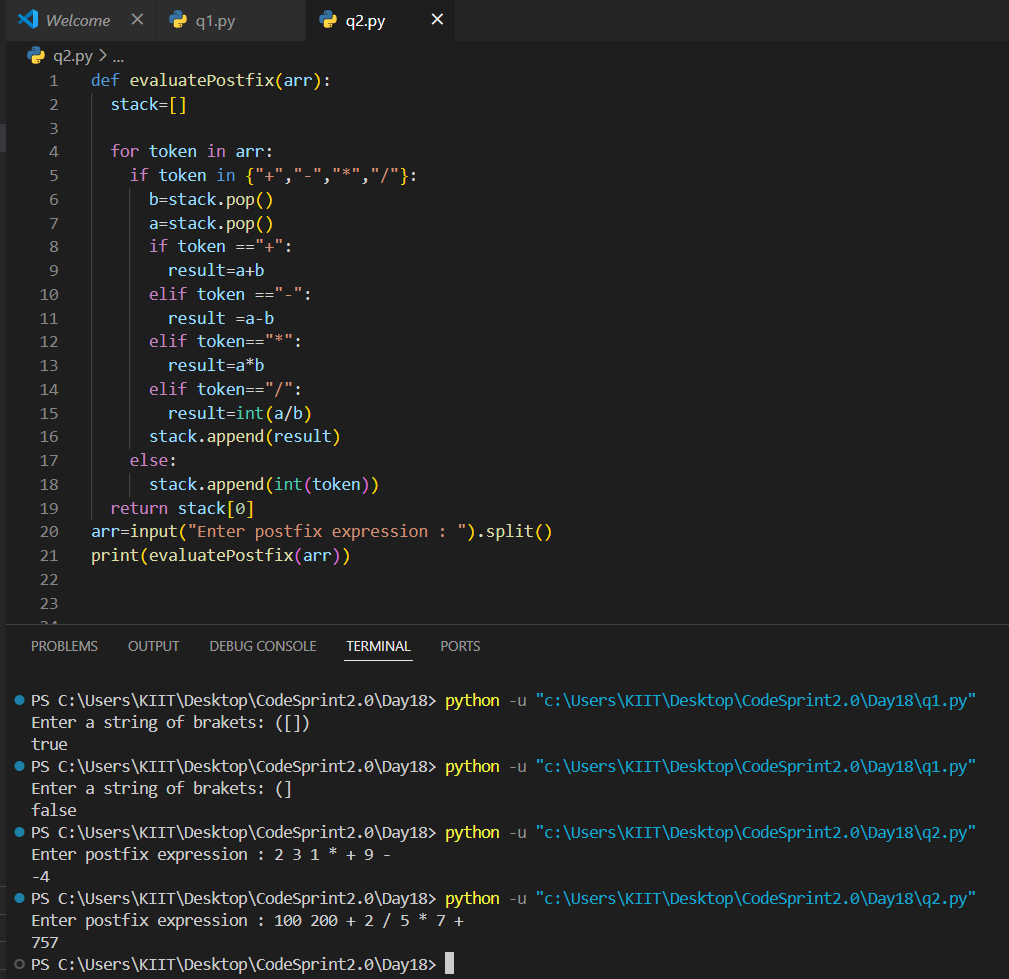 Welcome q1.py q2.py
q2.py > ...
1 def evaluatePostfix(arr):
2   stack=[]
3
4   for token in arr:
5     if token in {"+","-","*","/"}:
6       b=stack.pop()
7       a=stack.pop()
8       if token =="+":
9         result=a+b
10       elif token =="-":
11         result =a-b
12       elif token=="*":
13         result=a*b
14       elif token=="/":
15         result=int(a/b)
16       stack.append(result)
17     else:
18       stack.append(int(token))
19   return stack[0]
20 arr=input("Enter postfix expression : ").split()
21 print(evaluatePostfix(arr))
22
23
PROBLEMS OUTPUT DEBUG CONSOLE TERMINAL PORTS
PS C:\Users\KIIT\Desktop\CodeSprint2.0\Day18> python -u "c:\Users\KIIT\Desktop\CodeSprint2.0\Day18\q1.py"
Enter a string of brakets: ([])
true
PS C:\Users\KIIT\Desktop\CodeSprint2.0\Day18> python -u "c:\Users\KIIT\Desktop\CodeSprint2.0\Day18\q1.py"
Enter a string of brakets: (]
false
PS C:\Users\KIIT\Desktop\CodeSprint2.0\Day18> python -u "c:\Users\KIIT\Desktop\CodeSprint2.0\Day18\q2.py"
Enter postfix expression : 2 3 1 * + 9 -
-4
PS C:\Users\KIIT\Desktop\CodeSprint2.0\Day18> python -u "c:\Users\KIIT\Desktop\CodeSprint2.0\Day18\q2.py"
Enter postfix expression : 100 200 + 2 / 5 * 7 +
757
PS C:\Users\KIIT\Desktop\CodeSprint2.0\Day18>